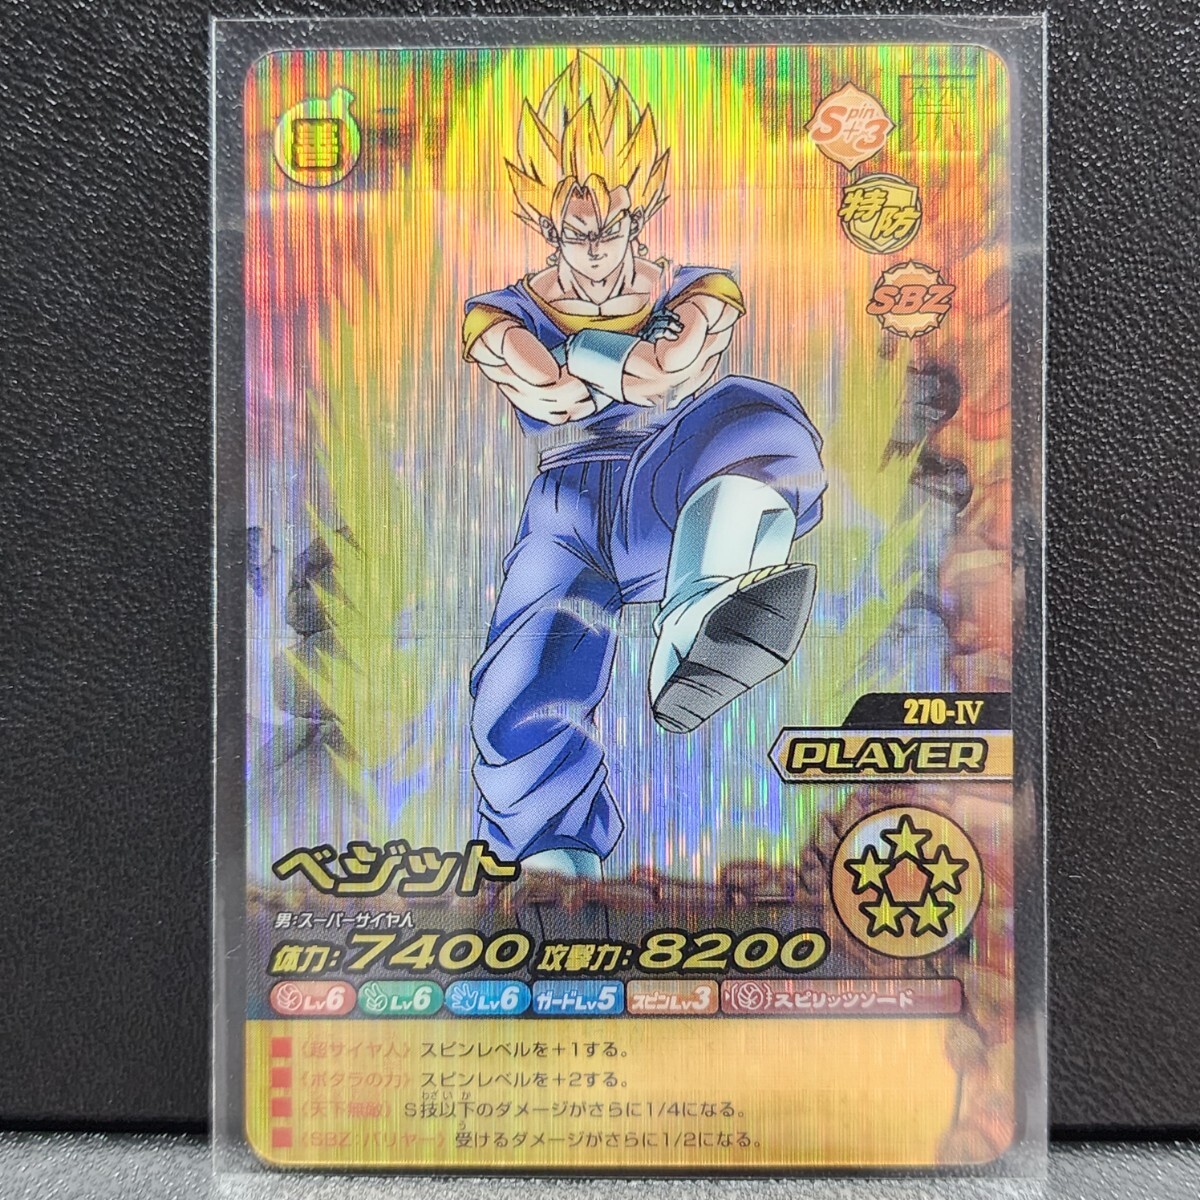 善
Spin+3
特防
SBZ
270-IV
PLAYER
ベジット
男:スーパーサイヤ人
体力:7400 攻撃力:8200
Lv6 Lv6 Lv6 ガードLv5 スピンLv3 スピリッツソード
■《超サイヤ人》スピンレベルを+1する。
■《ポタラの力》スピンレベルを+2する。
■《天下無敵》S技以下のダメージがさらに1/4になる。
■《SBZ:バリヤー》受けるダメージがさらに1/2になる。